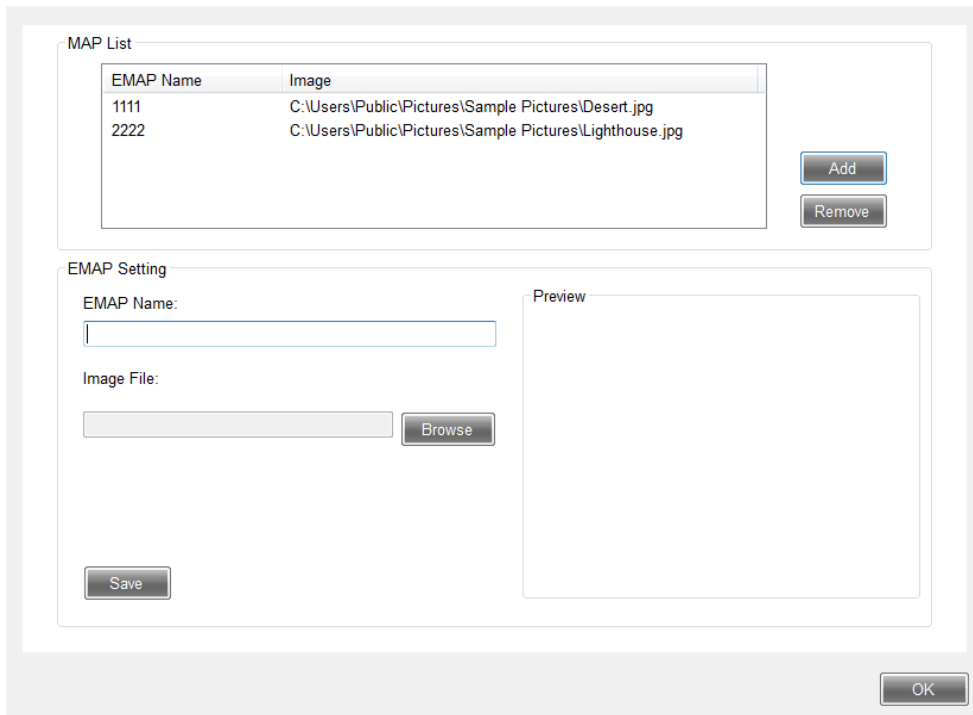 MAP List
EMAP Name Image
1111 C:\Users\Public\Pictures\Sample Pictures\Desert.jpg
2222 C:\Users\Public\Pictures\Sample Pictures\Lighthouse.jpg
Add
Remove
EMAP Setting
EMAP Name:
Preview
Image File:
Browse
Save
OK